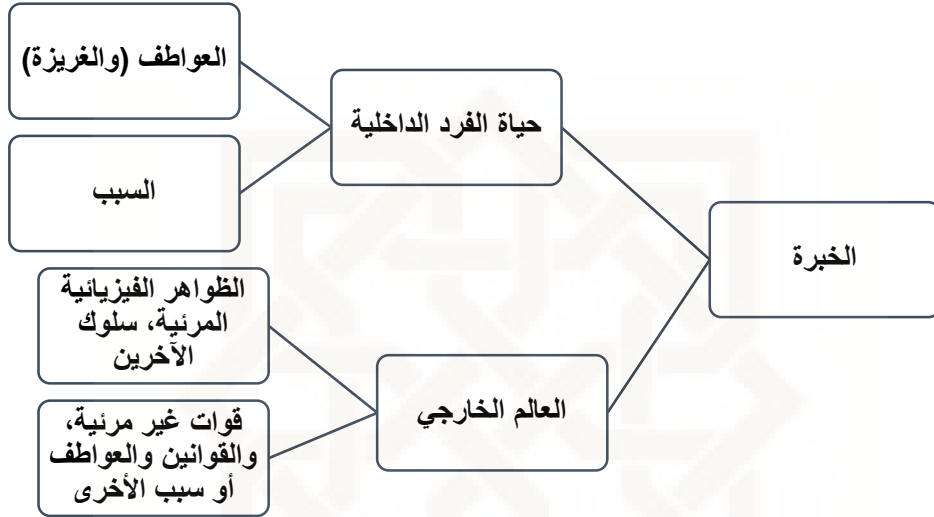 الخبرة
حياة الفرد الداخلية
العواطف (والغريزة)
السبب
العالم الخارجي
الظواهر الفيزيائية
المرئية، سلوك
الآخرين
قوات غير مرئية،
والقوانين والعواطف
أو سبب الأخرى